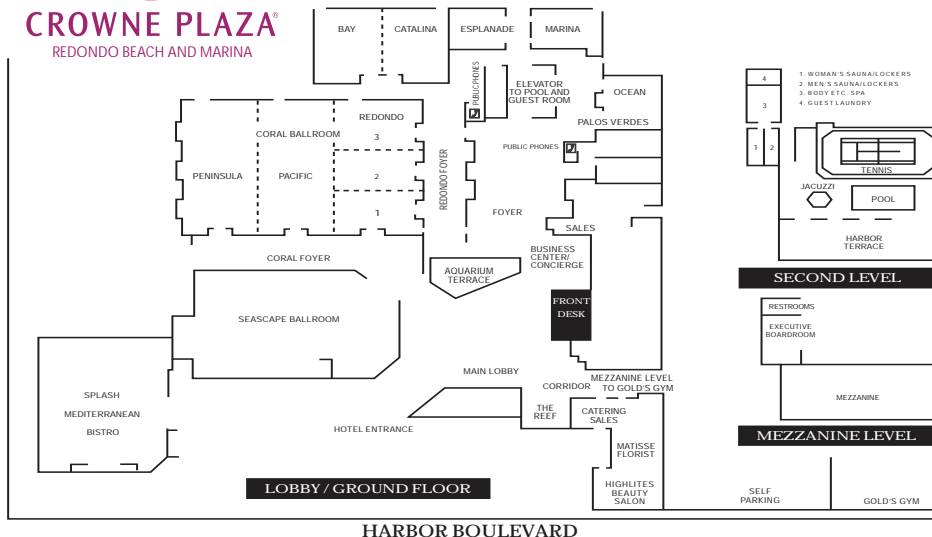 CROWNE PLAZA®
REDONDO BEACH AND MARINA
BAY
CATALINA
ESPLANADE
MARINA
PUBLIC PHONES
ELEVATOR
TO POOL AND
GUEST ROOM
OCEAN
PALOS VERDES
PUBLIC PHONES
REDONDO
CORAL BALLROOM
3
PENINSULA
PACIFIC
2
1
REDONDO FOYER
FOYER
SALES
CORAL FOYER
BUSINESS
CENTER/
CONCIERGE
AQUARIUM
TERRACE
FRONT
DESK
SEASCAPE BALLROOM
MAIN LOBBY
CORRIDOR
MEZZANINE LEVEL
TO GOLD'S GYM
SPLASH
MEDITERRANEAN
BISTRO
HOTEL ENTRANCE
THE
REEF
CATERING
SALES
MATISSE
FLORIST
HIGHLITES
BEAUTY
SALON
LOBBY / GROUND FLOOR
4
3
1
2
1. WOMAN'S SAUNA/LOCKERS
2. MEN'S SAUNA/LOCKERS
3. BODY ETC. SPA
4. GUEST LAUNDRY
TENNIS
JACUZZI
POOL
HARBOR
TERRACE
SECOND LEVEL
RESTROOMS
EXECUTIVE
BOARDROOM
MEZZANINE
MEZZANINE LEVEL
SELF
PARKING
GOLD'S GYM
HARBOR BOULEVARD